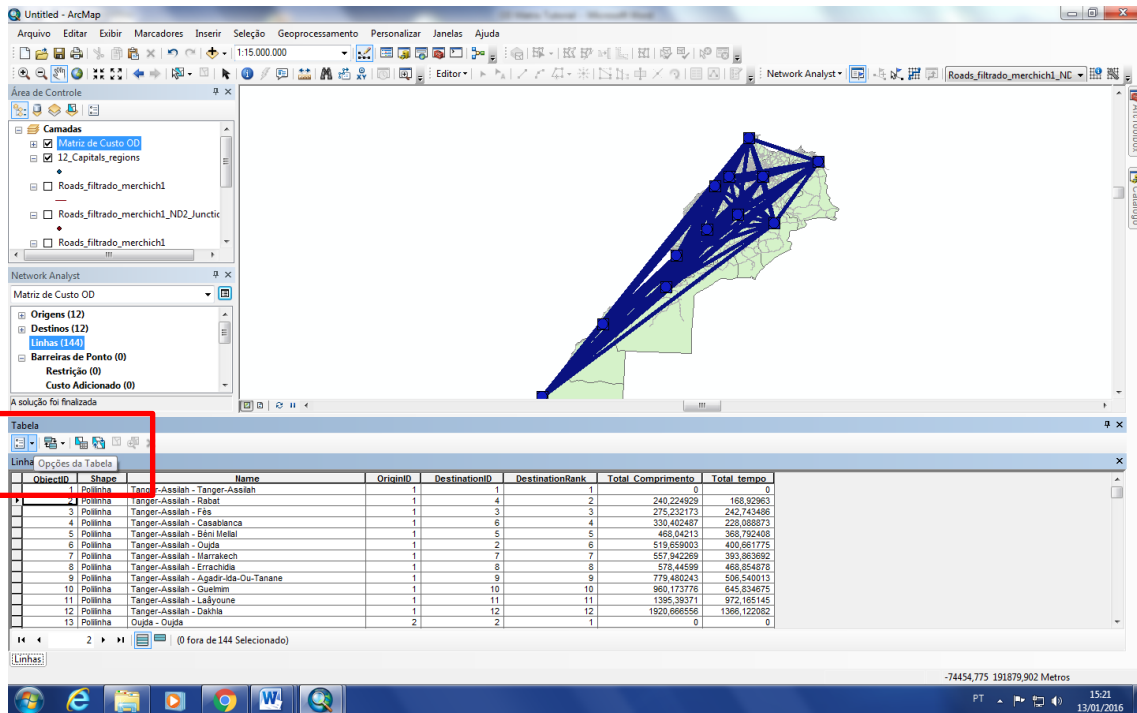 Untitled - ArcMap
Arquivo Editar Exibir Marcadores Inserir Seleção Geoprocessamento Personalizar Janelas Ajuda
1:15.000.000
Editor
Network Analyst
Roads_filtrado_merchich1_ND
Área de Controle
Camadas
Matriz de Custo OD
12_Capitals_regions
Roads_filtrado_merchich1
Roads_filtrado_merchich1_ND2_Junctic
Roads_filtrado_merchich1
ArcToolbox
Catálogo
Network Analyst
Matriz de Custo OD
Origens (12)
Destinos (12)
Linhas (144)
Barreiras de Ponto (0)
Restrição (0)
Custo Adicionado (0)
A solução foi finalizada
Tabela
Linha
Opções da Tabela
ObjectID Shape Name OriginID DestinationID DestinationRank Total_Comprimento Total_tempo
1 Polilinha Tanger-Assilah - Tanger-Assilah 1 1 1 0 0
2 Polilinha Tanger-Assilah - Rabat 1 4 2 240,224929 168,92963
3 Polilinha Tanger-Assilah - Fès 1 3 3 275,232173 242,743486
4 Polilinha Tanger-Assilah - Casablanca 1 6 4 330,402487 228,088873
5 Polilinha Tanger-Assilah - Béni Mellal 1 5 5 468,04213 368,792408
6 Polilinha Tanger-Assilah - Oujda 1 2 6 519,659003 400,661775
7 Polilinha Tanger-Assilah - Marrakech 1 7 7 557,942269 393,863692
8 Polilinha Tanger-Assilah - Errachidia 1 8 8 578,44599 468,854878
9 Polilinha Tanger-Assilah - Agadir-Ida-Ou-Tanane 1 9 9 779,480243 506,540013
10 Polilinha Tanger-Assilah - Guelmim 1 10 10 960,173776 645,834675
11 Polilinha Tanger-Assilah - Laâyoune 1 11 11 1395,39371 972,165145
12 Polilinha Tanger-Assilah - Dakhla 1 12 12 1920,666556 1366,122082
13 Polilinha Oujda - Oujda 2 2 1 0 0
2 (0 fora de 144 Selecionado)
Linhas
-74454,775 191879,902 Metros
PT 15:21
13/01/2016